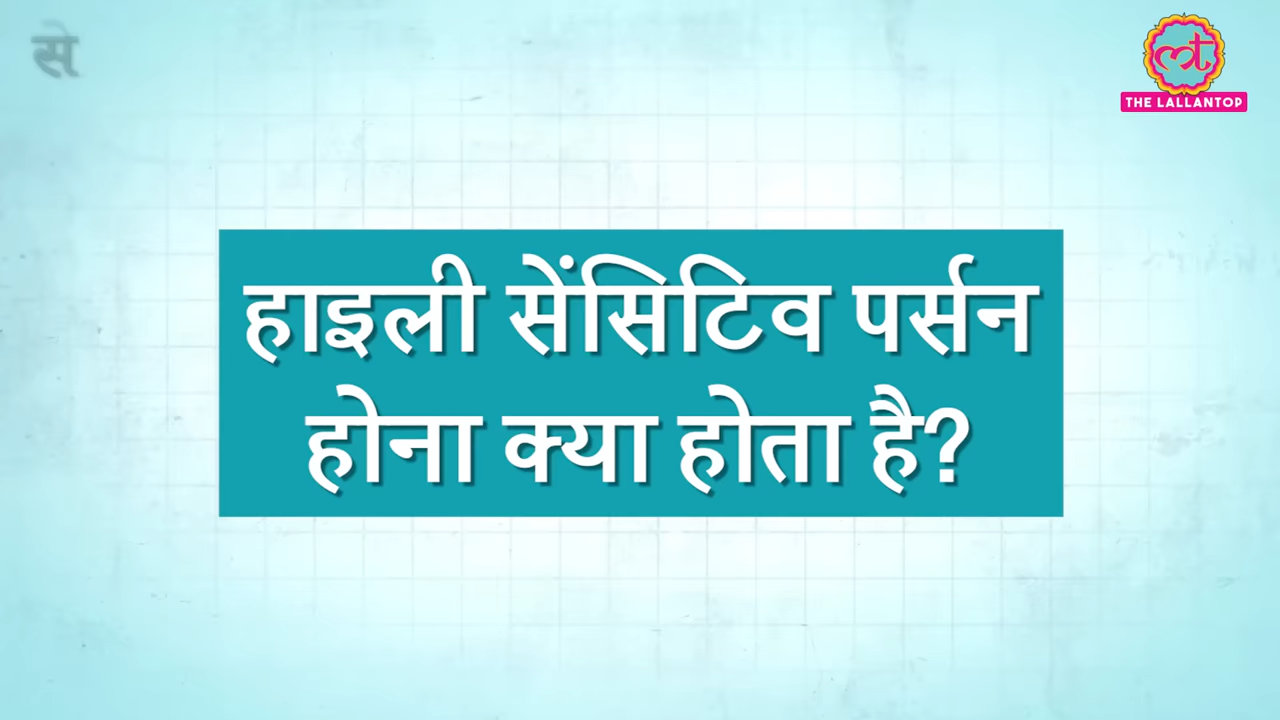 से
THE LALLANTOP
हाइली सेंसिटिव पर्सन
होना क्या होता है?